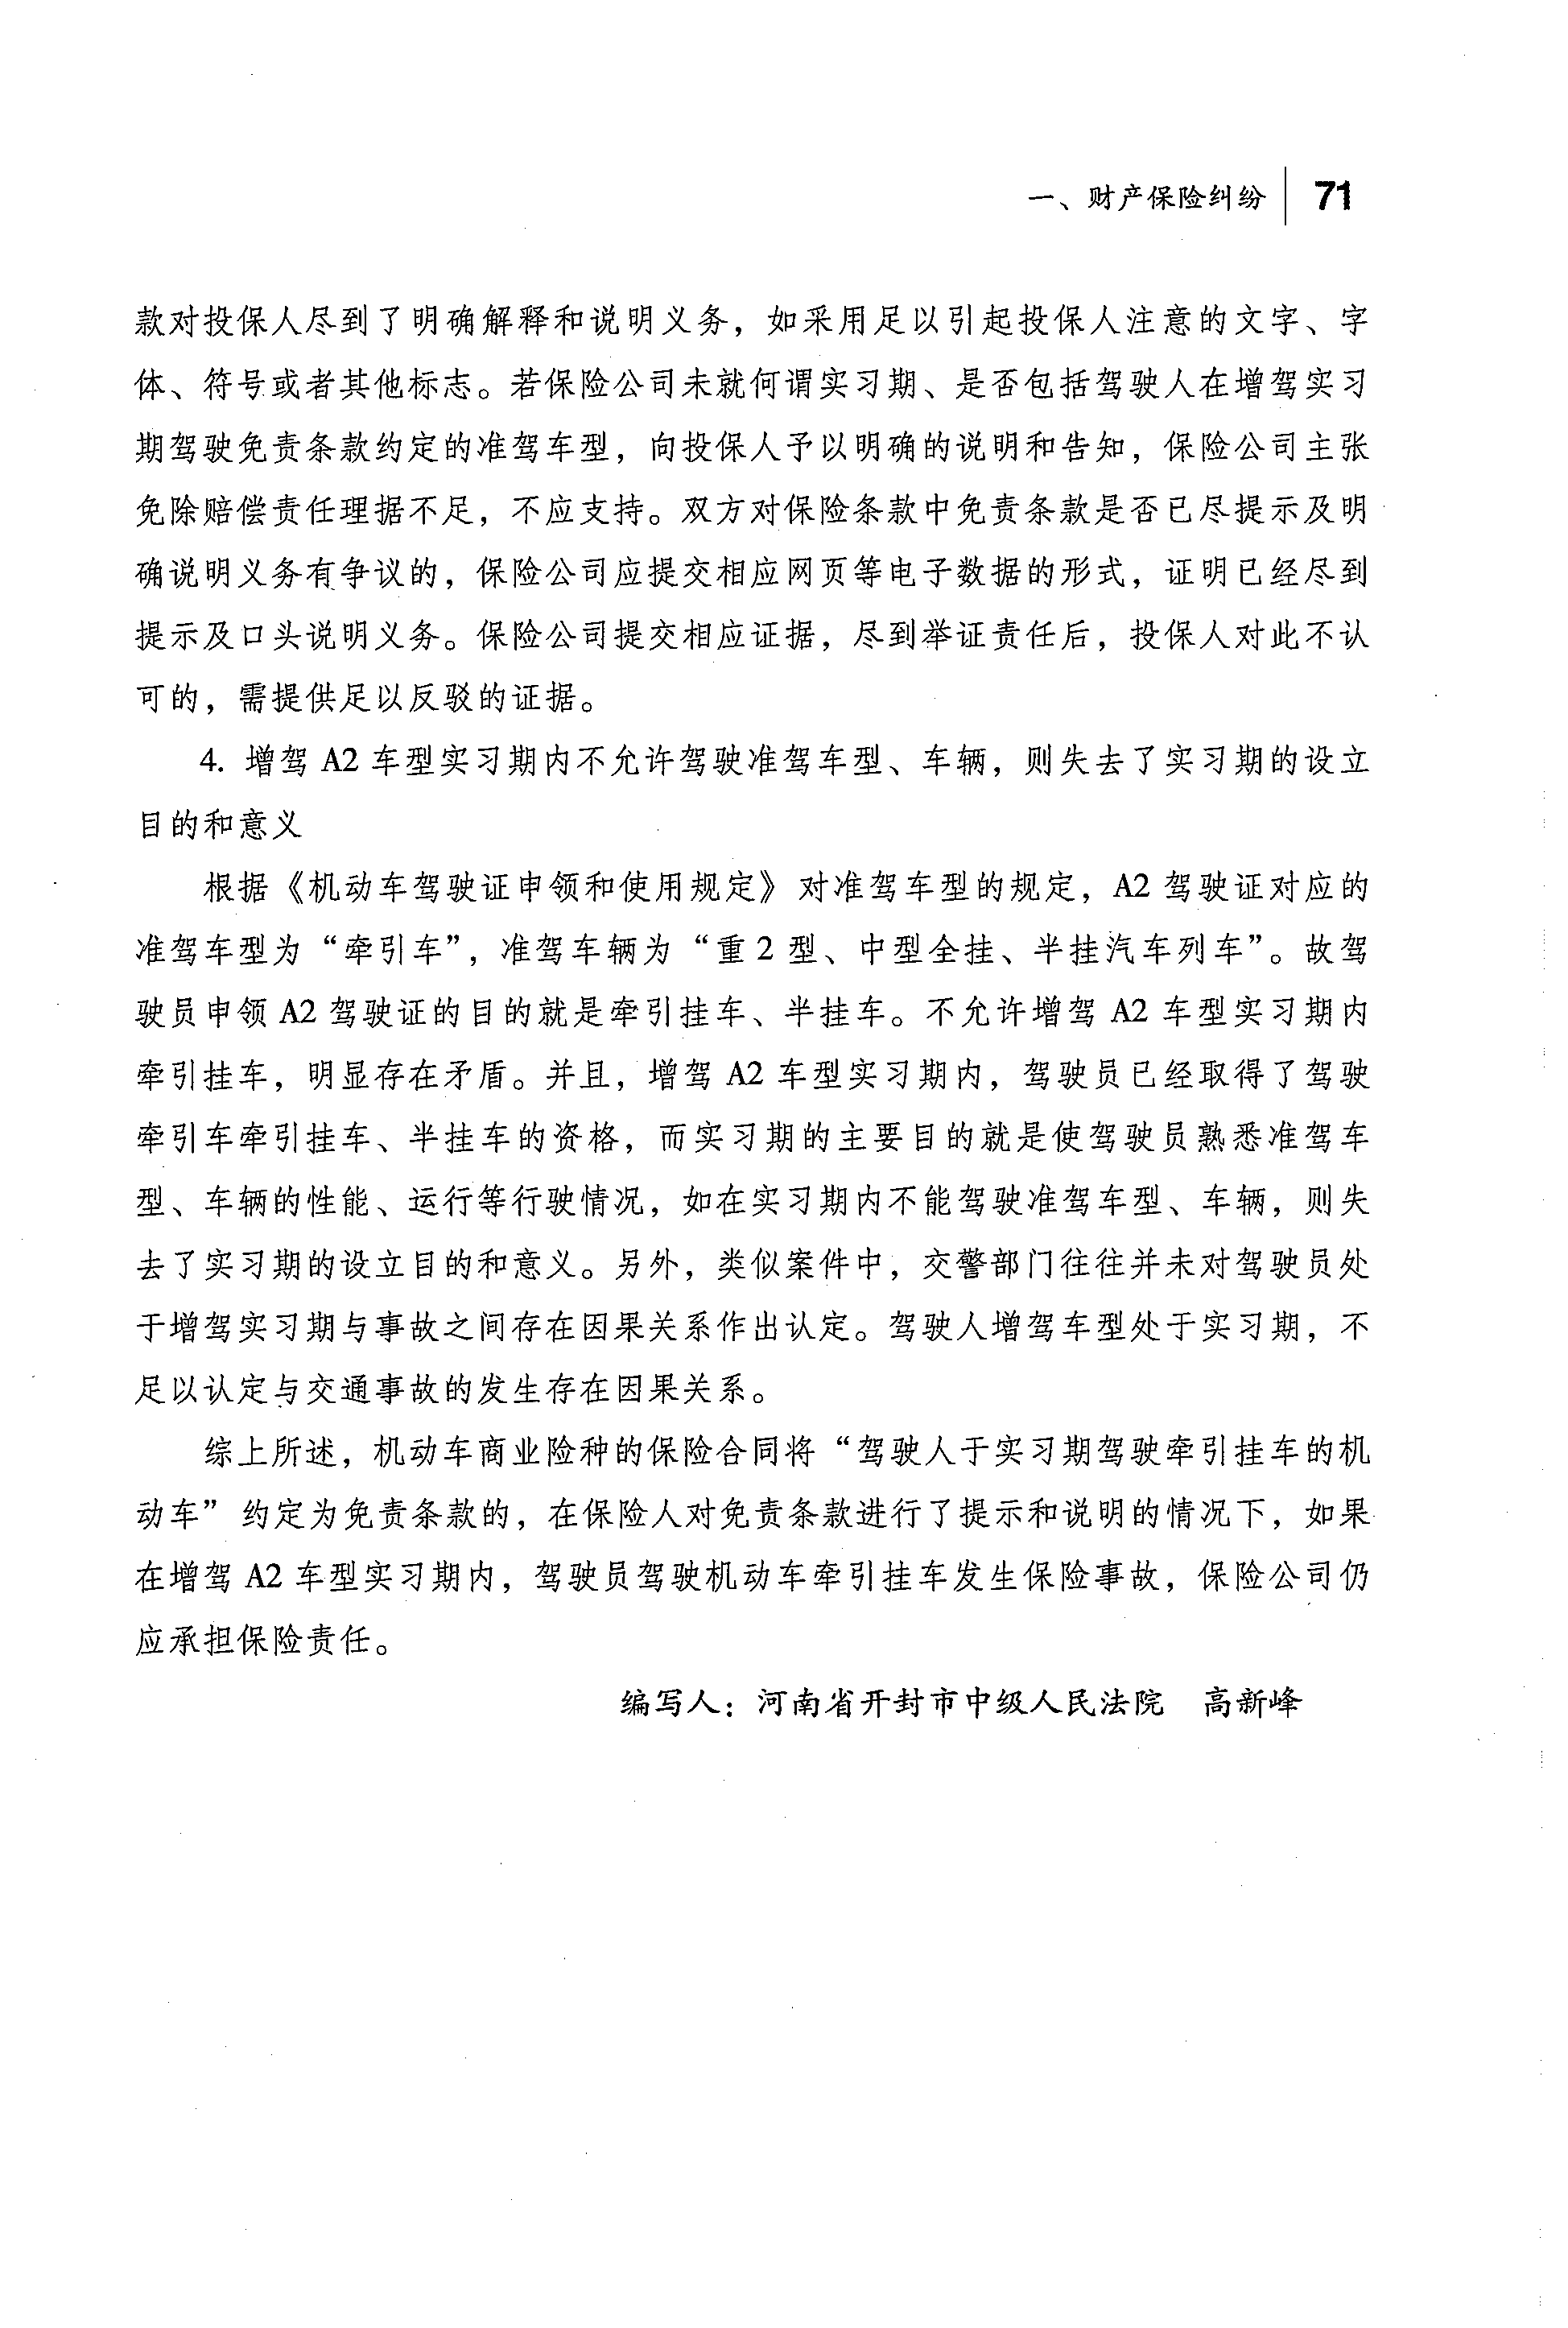 一、财产保险纠纷 71
款对投保人尽到了明确解释和说明义务，如采用足以引起投保人注意的文字、字
体、符号或者其他标志。若保险公司未就何谓实习期、是否包括驾驶人在增驾实习
期驾驶免责条款约定的准驾车型，向投保人予以明确的说明和告知，保险公司主张
免除赔偿责任理据不足，不应支持。双方对保险条款中免责条款是否已尽提示及明
确说明义务有争议的，保险公司应提交相应网页等电子数据的形式，证明已经尽到
提示及口头说明义务。保险公司提交相应证据，尽到举证责任后，投保人对此不认
可的，需提供足以反驳的证据。
4. 增驾 A2 车型实习期内不允许驾驶准驾车型、车辆，则失去了实习期的设立
目的和意义
根据《机动车驾驶证申领和使用规定》对准驾车型的规定，A2 驾驶证对应的
准驾车型为“牵引车”，准驾车辆为“重 2 型、中型全挂、半挂汽车列车”。故驾
驶员申领 A2 驾驶证的目的就是牵引挂车、半挂车。不允许增驾 A2 车型实习期内
牵引挂车，明显存在矛盾。并且，增驾 A2 车型实习期内，驾驶员已经取得了驾驶
牵引车牵引挂车、半挂车的资格，而实习期的主要目的就是使驾驶员熟悉准驾车
型、车辆的性能、运行等行驶情况，如在实习期内不能驾驶准驾车型、车辆，则失
去了实习期的设立目的和意义。另外，类似案件中，交警部门往往并未对驾驶员处
于增驾实习期与事故之间存在因果关系作出认定。驾驶人增驾车型处于实习期，不
足以认定与交通事故的发生存在因果关系。
综上所述，机动车商业险种的保险合同将“驾驶人于实习期驾驶牵引挂车的机
动车”约定为免责条款的，在保险人对免责条款进行了提示和说明的情况下，如果
在增驾 A2 车型实习期内，驾驶员驾驶机动车牵引挂车发生保险事故，保险公司仍
应承担保险责任。
编写人：河南省开封市中级人民法院 高新峰